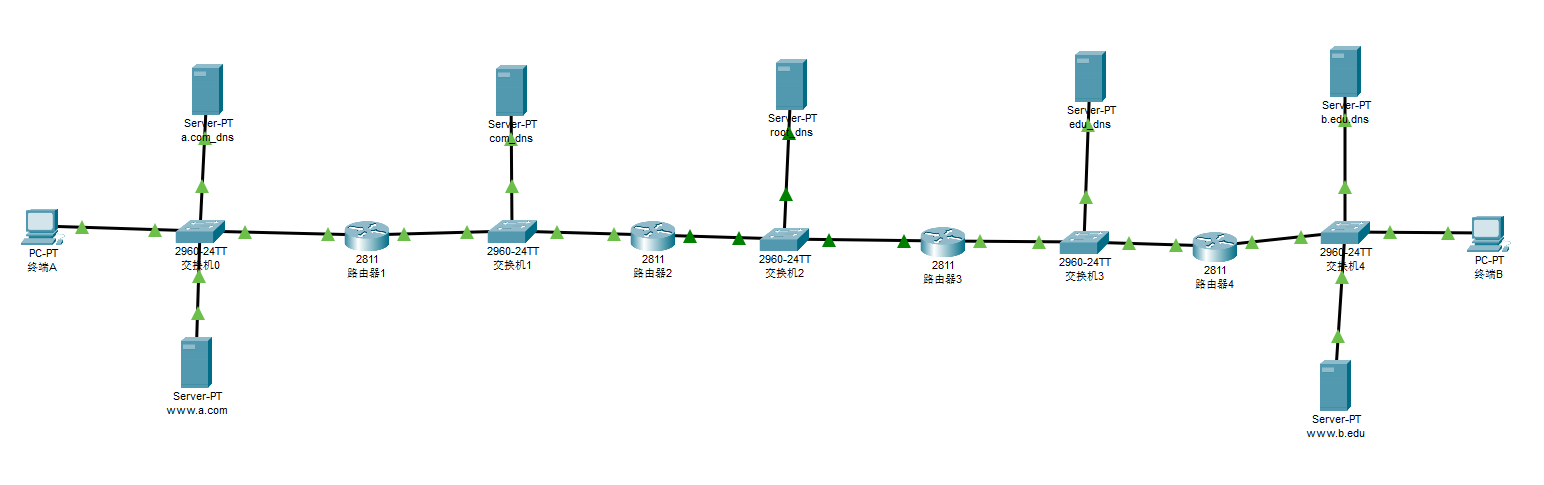 Server-PT
a.com_dns
Server-PT
com_dns
Server-PT
root_dns
Server-PT
edu_dns
Server-PT
b.edu.dns
PC-PT
终端A
2960-24TT
交换机0
2811
路由器1
2960-24TT
交换机1
2811
路由器2
2960-24TT
交换机2
2811
路由器3
2960-24TT
交换机3
2811
路由器4
2960-24TT
交换机4
PC-PT
终端B
Server-PT
www.a.com
Server-PT
www.b.edu